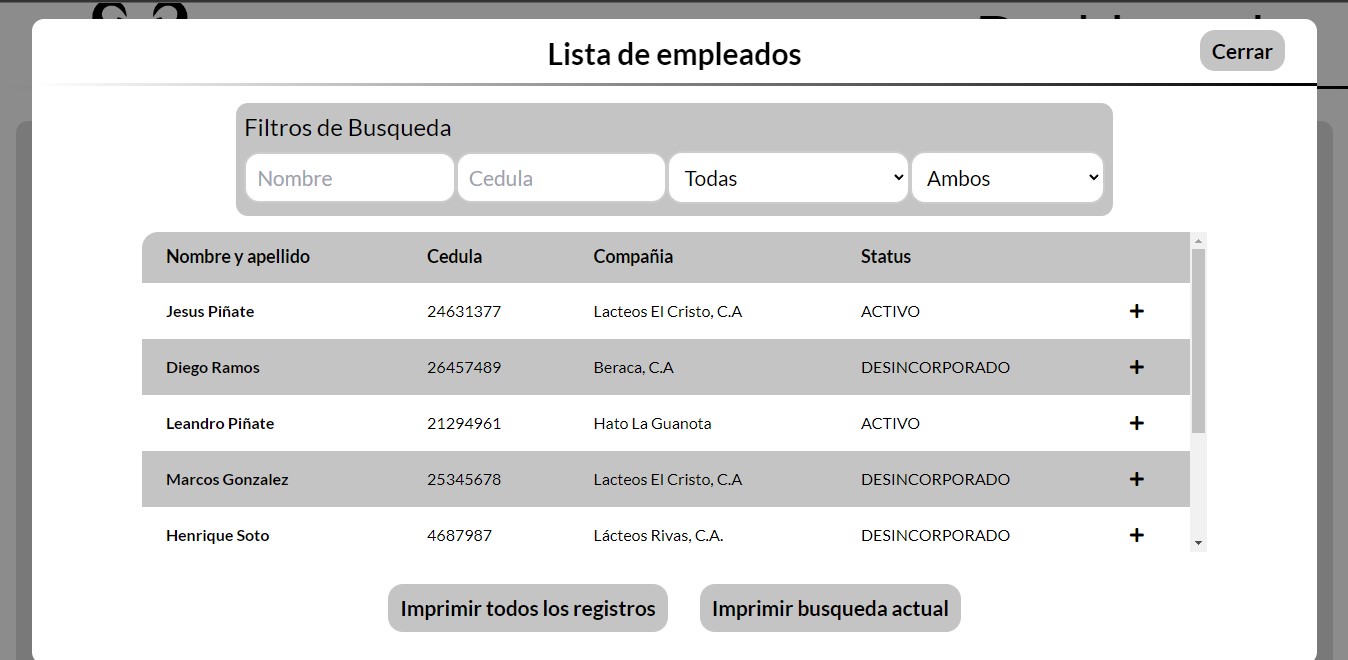 Lista de empleados
Cerrar
Filtros de Busqueda
Nombre Cedula Todas Ambos
Nombre y apellido Cedula Compañia Status
Jesus Piñate 24631377 Lacteos El Cristo, C.A ACTIVO +
Diego Ramos 26457489 Beraca, C.A DESINCORPORADO +
Leandro Piñate 21294961 Hato La Guanota ACTIVO +
Marcos Gonzalez 25345678 Lacteos El Cristo, C.A DESINCORPORADO +
Henrique Soto 4687987 Lácteos Rivas, C.A. DESINCORPORADO +
Imprimir todos los registros Imprimir busqueda actual